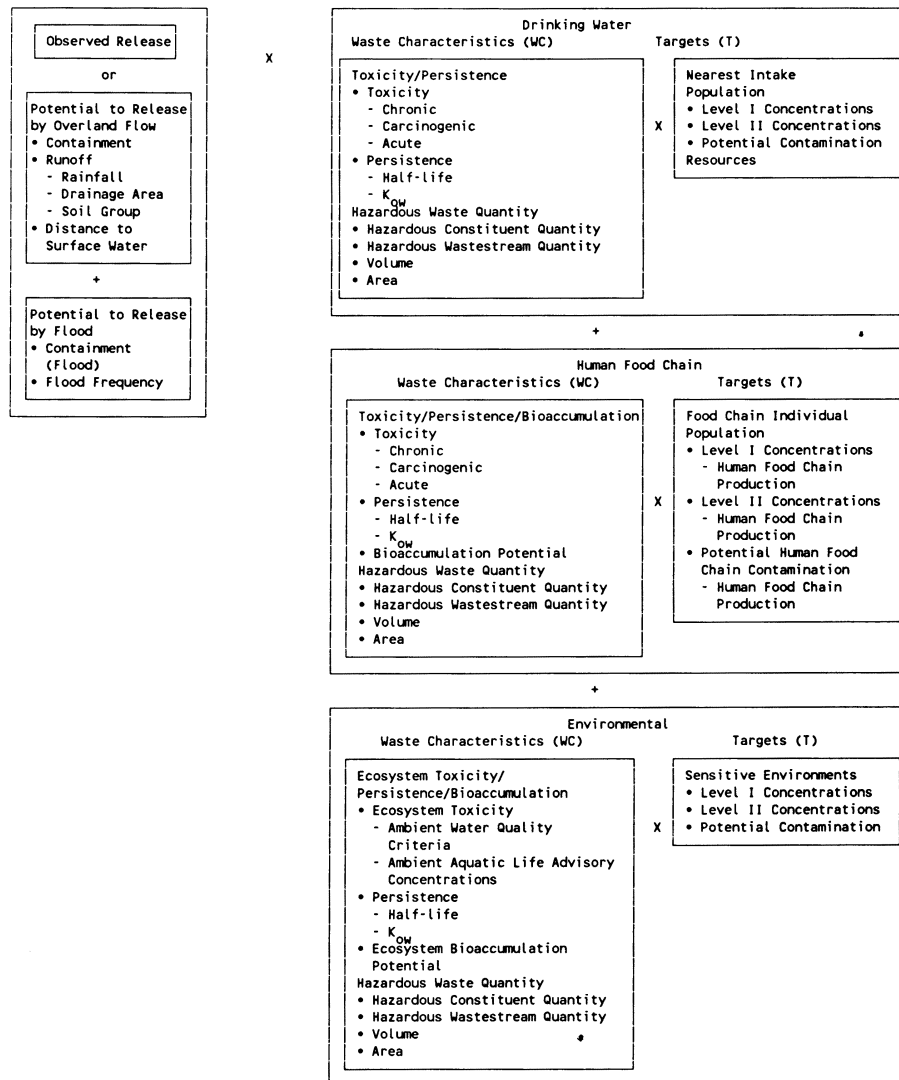 Observed Release
or
Potential to Release
by Overland Flow
• Containment
• Runoff
- Rainfall
- Drainage Area
- Soil Group
• Distance to
Surface Water
+
Potential to Release
by Flood
• Containment
(Flood)
• Flood Frequency
X
Drinking Water
Waste Characteristics (WC)
Toxicity/Persistence
• Toxicity
- Chronic
- Carcinogenic
- Acute
• Persistence
- Half-life
- Kow
Hazardous Waste Quantity
• Hazardous Constituent Quantity
• Hazardous Wastestream Quantity
• Volume
• Area
X
Targets (T)
Nearest Intake
Population
• Level I Concentrations
• Level II Concentrations
• Potential Contamination
Resources
+
Human Food Chain
Waste Characteristics (WC)
Toxicity/Persistence/Bioaccumulation
• Toxicity
- Chronic
- Carcinogenic
- Acute
• Persistence
- Half-life
- Kow
• Bioaccumulation Potential
Hazardous Waste Quantity
• Hazardous Constituent Quantity
• Hazardous Wastestream Quantity
• Volume
• Area
X
Targets (T)
Food Chain Individual
Population
• Level I Concentrations
- Human Food Chain
Production
• Level II Concentrations
- Human Food Chain
Production
• Potential Human Food
Chain Contamination
- Human Food Chain
Production
+
Environmental
Waste Characteristics (WC)
Ecosystem Toxicity/
Persistence/Bioaccumulation
• Ecosystem Toxicity
- Ambient Water Quality
Criteria
- Ambient Aquatic Life Advisory
Concentrations
• Persistence
- Half-life
- Kow
• Ecosystem Bioaccumulation
Potential
Hazardous Waste Quantity
• Hazardous Constituent Quantity
• Hazardous Wastestream Quantity
• Volume
• Area
X
Targets (T)
Sensitive Environments
• Level I Concentrations
• Level II Concentrations
• Potential Contamination